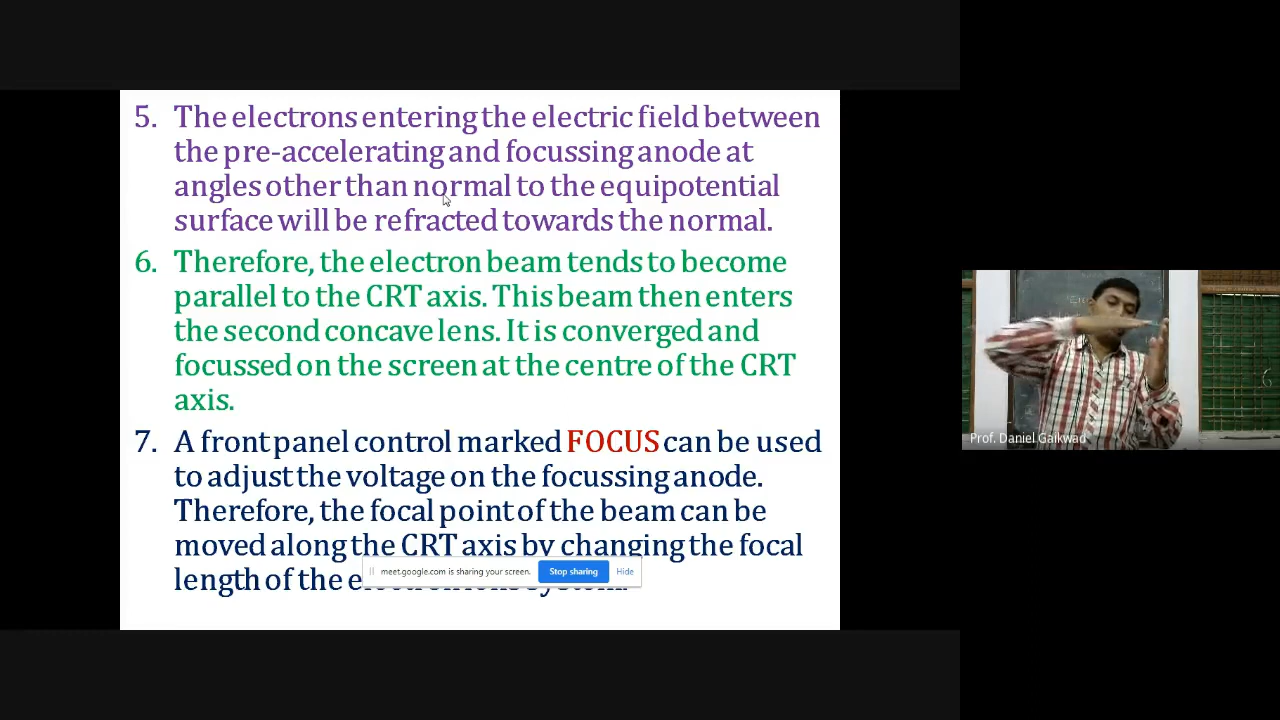 5. The electrons entering the electric field between
the pre-accelerating and focussing anode at
angles other than normal to the equipotential
surface will be refracted towards the normal.
6. Therefore, the electron beam tends to become
parallel to the CRT axis. This beam then enters
the second concave lens. It is converged and
focussed on the screen at the centre of the CRT
axis.
7. A front panel control marked FOCUS can be used
to adjust the voltage on the focussing anode.
Therefore, the focal point of the beam can be
moved along the CRT axis by changing the focal
length of the
meet.google.com is sharing your screen.
Stop sharing
Hide
Prof. Daniel Gaikwad